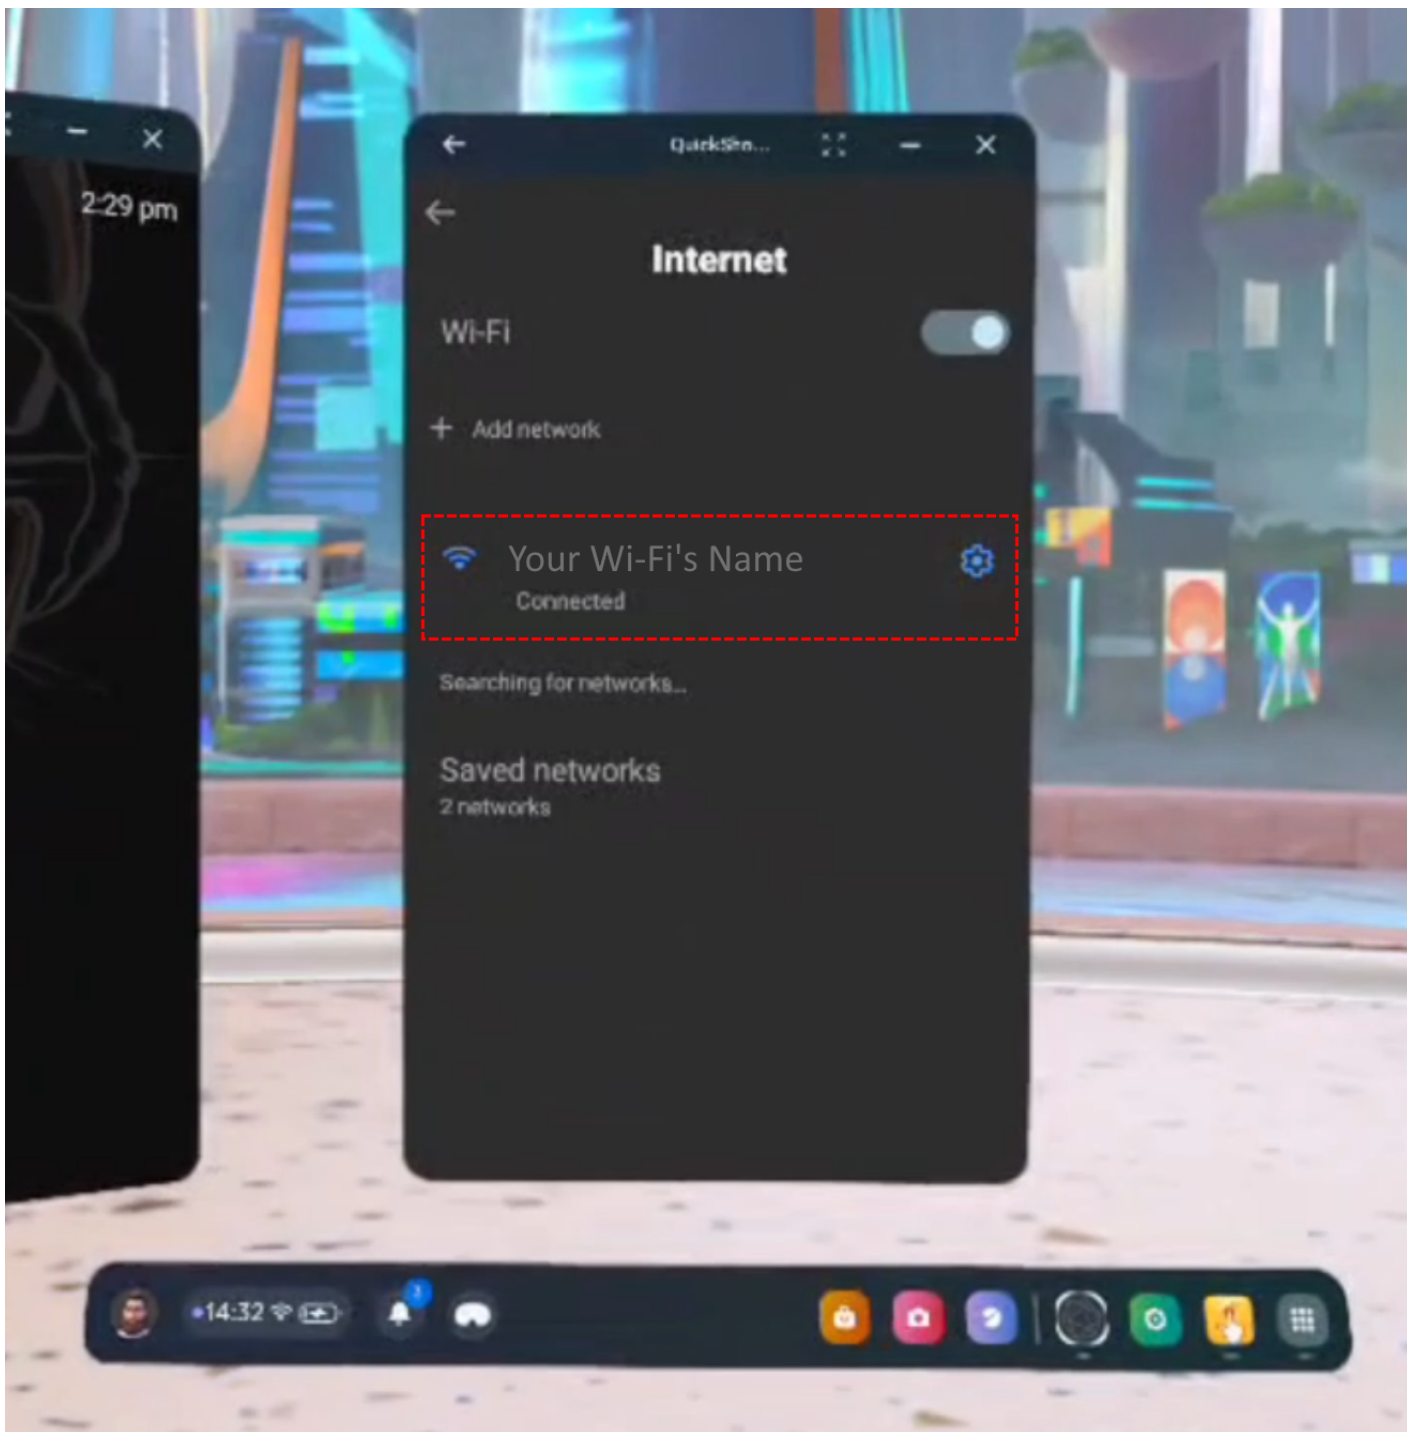 2:29 pm
QuickSho...
Internet
Wi-Fi
+ Add network
Your Wi-Fi's Name
Connected
Searching for networks...
Saved networks
2 networks
14:32